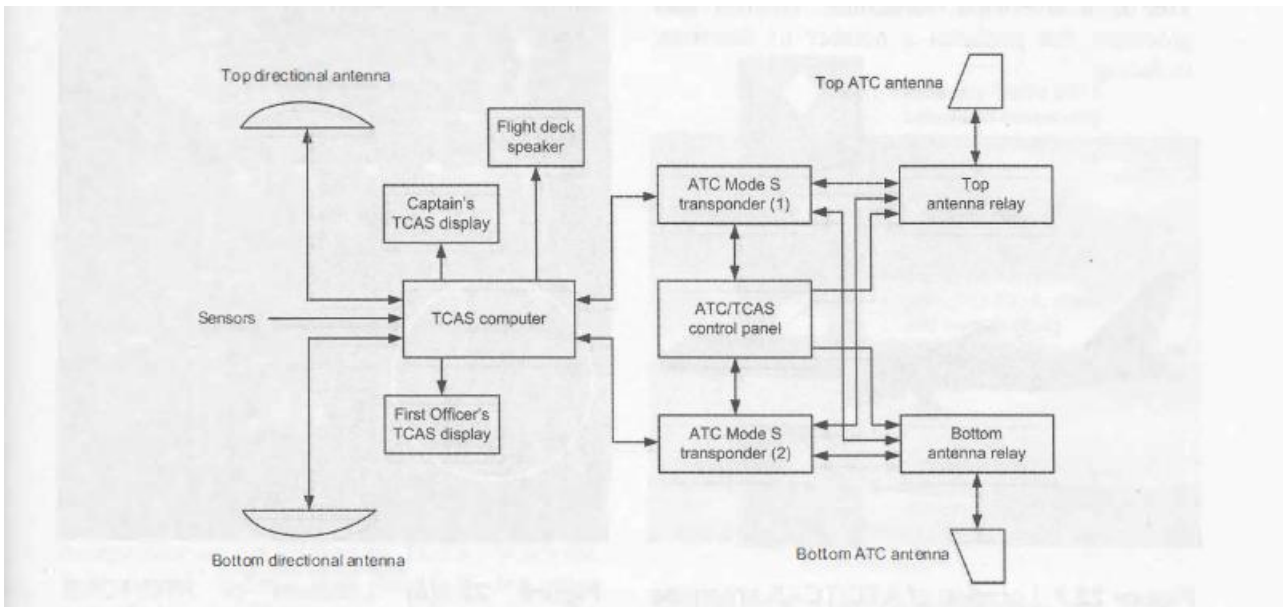 Top directional antenna
Top ATC antenna
Flight deck
speaker
ATC Mode S
transponder (1)
Top
antenna relay
Captain's
TCAS display
Sensors
TCAS computer
ATC/TCAS
control panel
First Officer's
TCAS display
ATC Mode S
transponder (2)
Bottom
antenna relay
Bottom directional antenna
Bottom ATC antenna